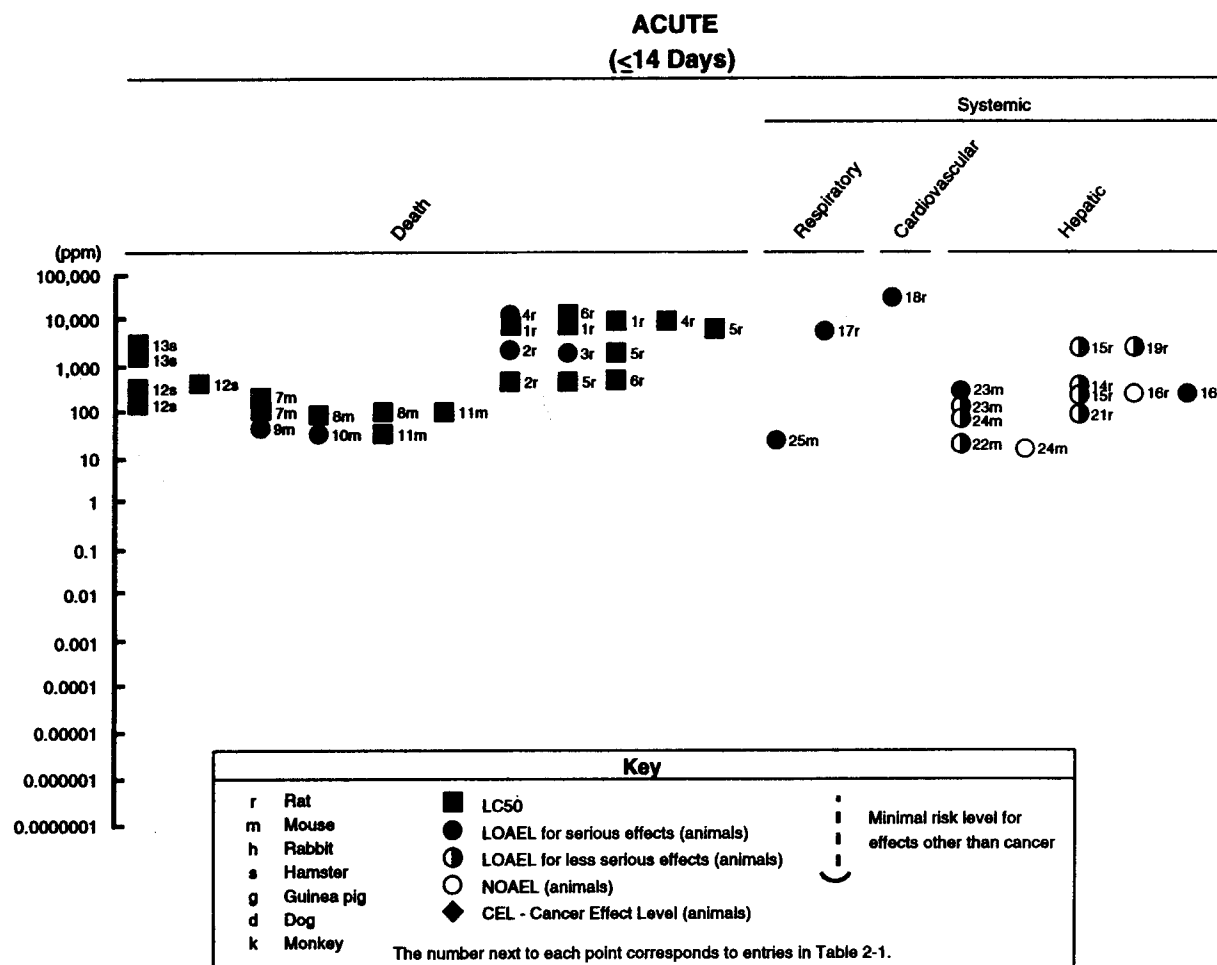 ACUTE
(≤14 Days)
Systemic
Death
Respiratory
Cardiovascular
Hepatic
(ppm)
100,000
10,000
1,000
100
10
1
0.1
0.01
0.001
0.0001
0.00001
0.000001
0.0000001
13s
13s
12s
12s
12s
7m
7m
9m
8m
10m
8m
11m
11m
4r
1r
2r
2r
6r
1r
3r
5r
1r
5r
6r
4r
5r
17r
25m
18r
23m
23m
24m
22m
24m
15r
14r
15r
21r
19r
16r
16
Key
r Rat
m Mouse
h Rabbit
s Hamster
g Guinea pig
d Dog
k Monkey
LC50
LOAEL for serious effects (animals)
LOAEL for less serious effects (animals)
NOAEL (animals)
CEL - Cancer Effect Level (animals)
Minimal risk level for
effects other than cancer
The number next to each point corresponds to entries in Table 2-1.